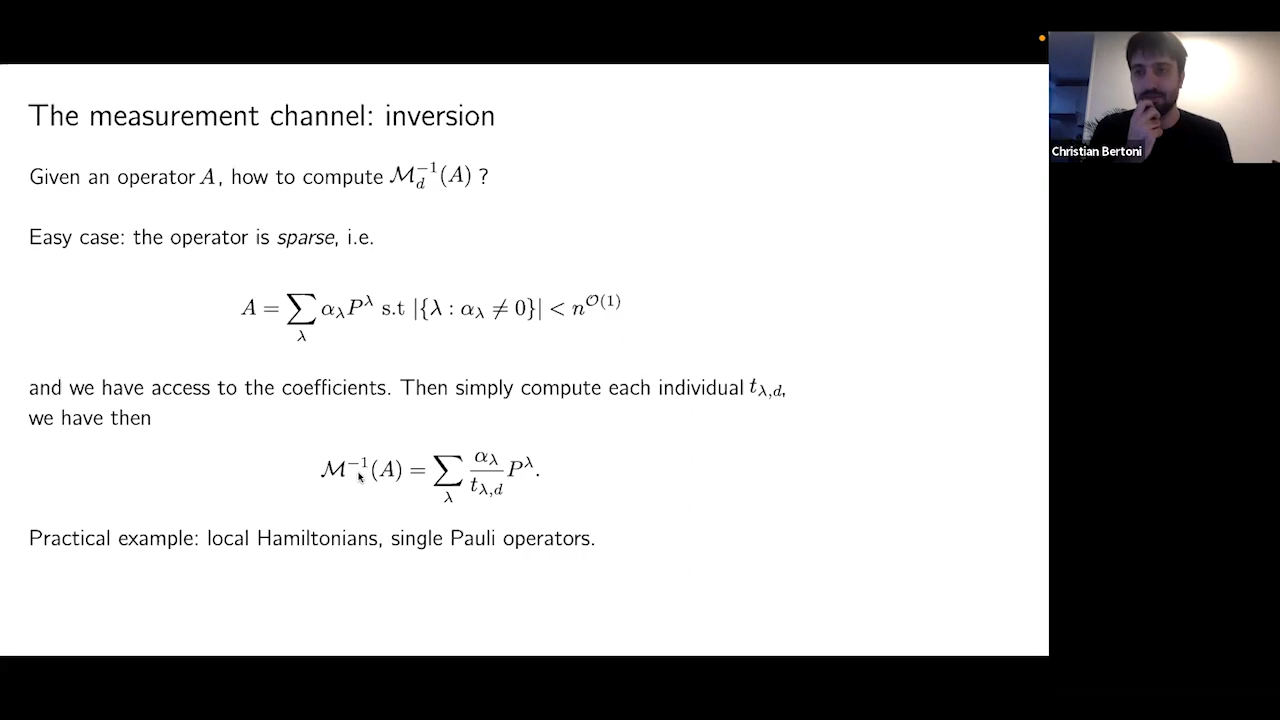 The measurement channel: inversion
Given an operator A, how to compute ℳ_d^{-1}(A) ?
Easy case: the operator is sparse, i.e.
A = ∑_λ α_λ P^λ s.t |{λ : α_λ ≠ 0}| < n^{𝒪(1)}
and we have access to the coefficients. Then simply compute each individual t_{λ,d},
we have then
ℳ^{-1}(A) = ∑_λ \frac{α_λ}{t_{λ,d}} P^λ.
Practical example: local Hamiltonians, single Pauli operators.
Christian Bertoni